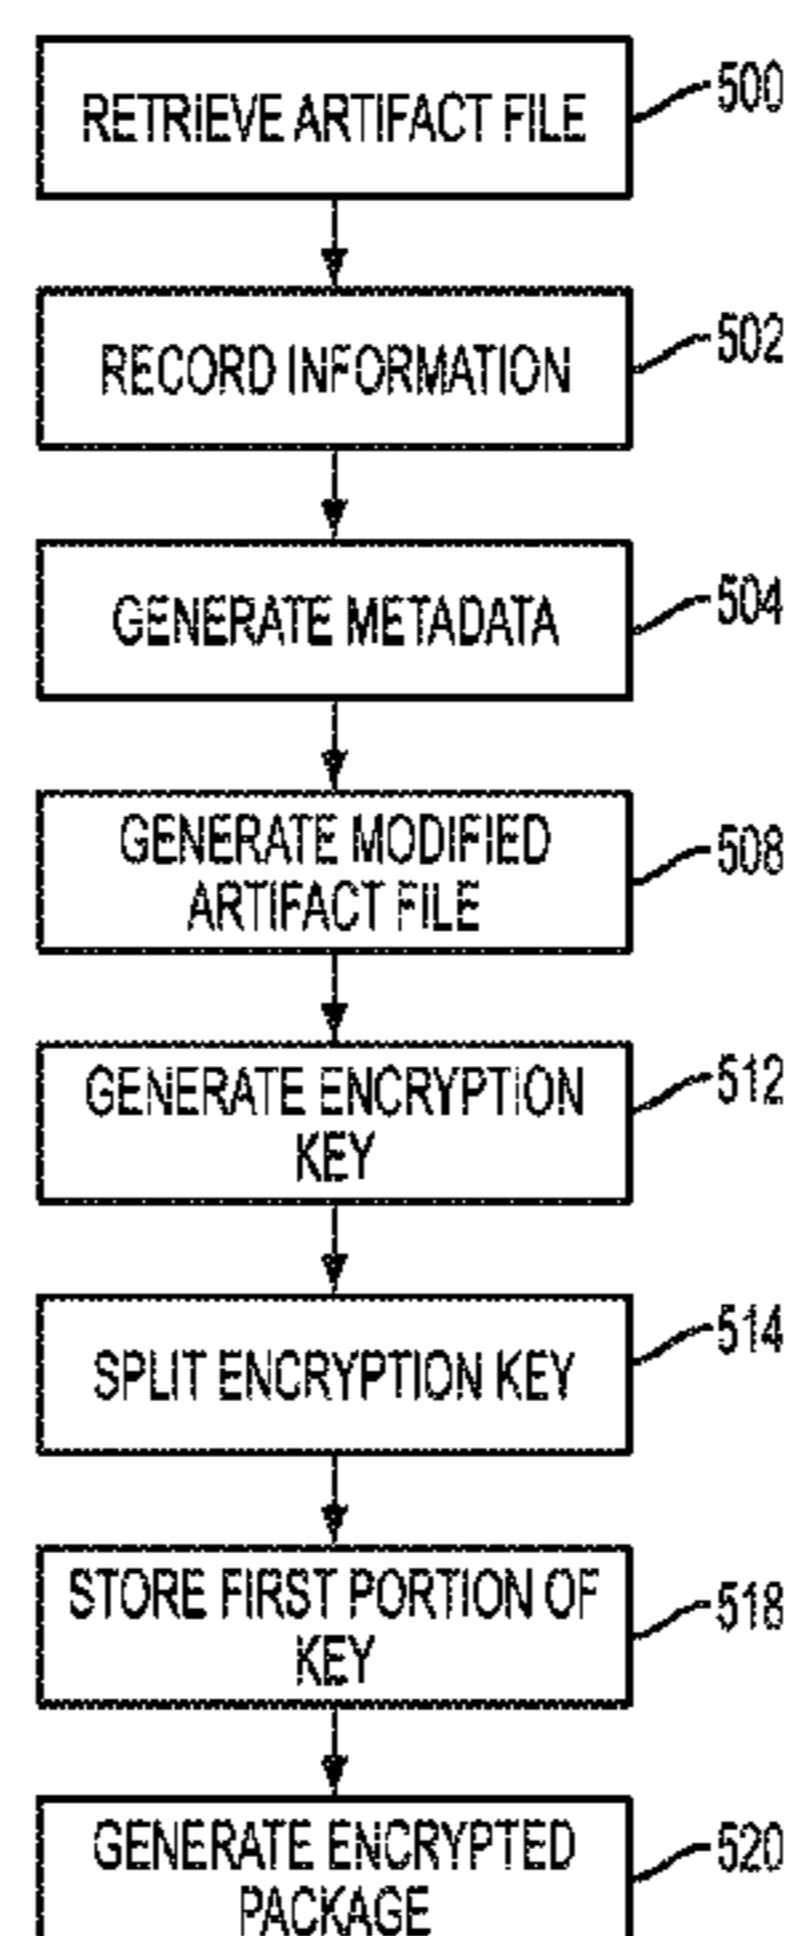 RETRIEVE ARTIFACT FILE
500
RECORD INFORMATION
502
GENERATE METADATA
504
GENERATE MODIFIED
ARTIFACT FILE
508
GENERATE ENCRYPTION
KEY
512
SPLIT ENCRYPTION KEY
514
STORE FIRST PORTION OF
KEY
518
GENERATE ENCRYPTED
PACKAGE
520